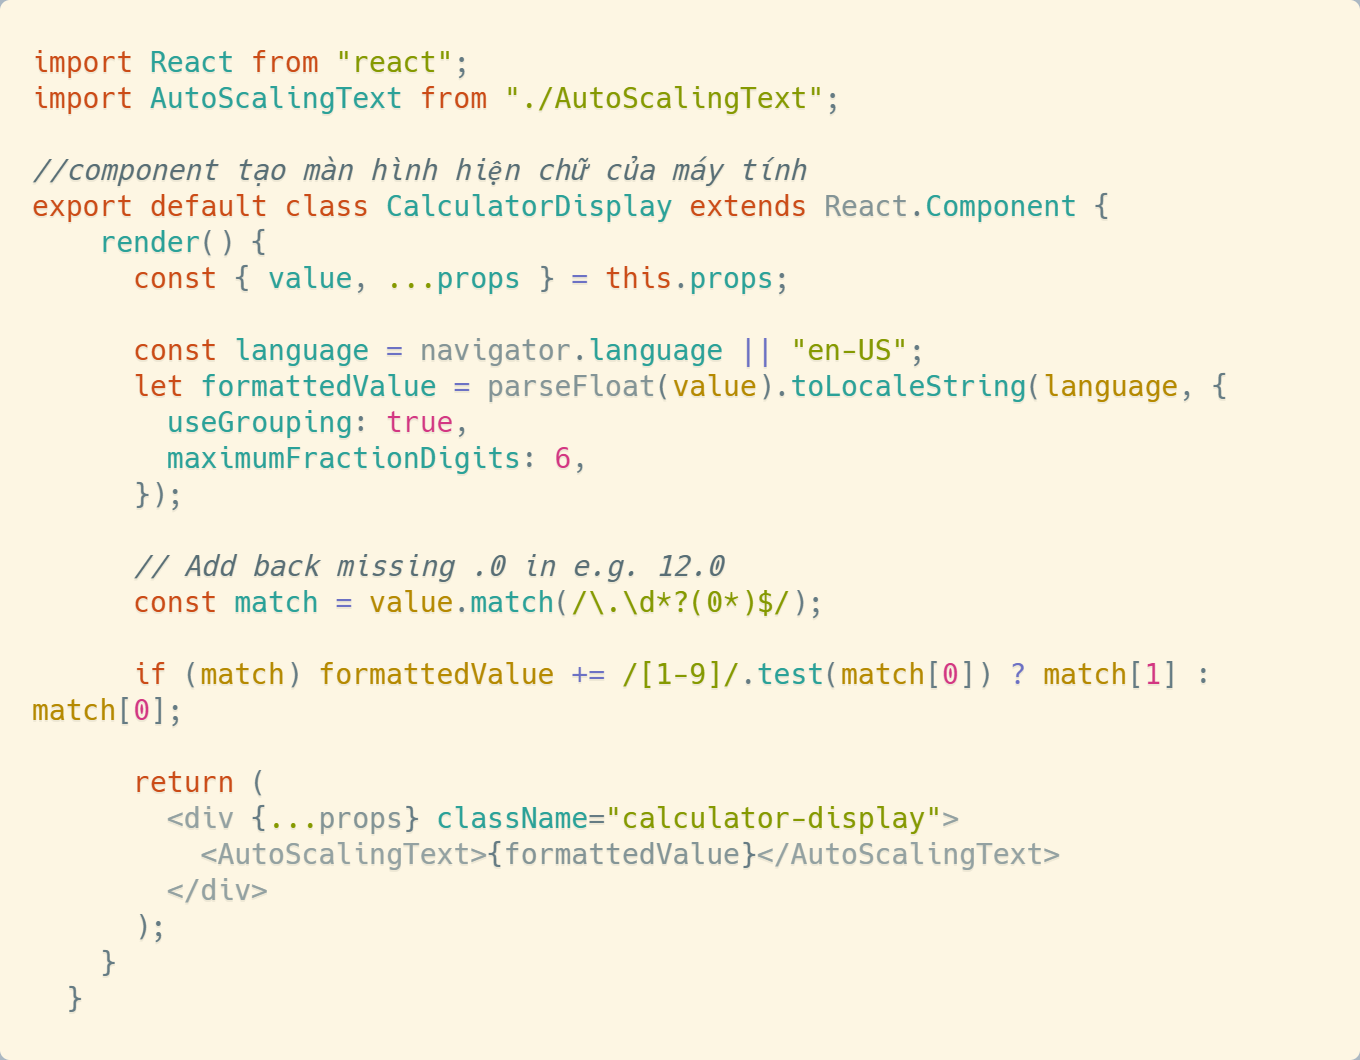 import React from "react";
import AutoScalingText from "./AutoScalingText";

//component tạo màn hình hiện chữ của máy tính
export default class CalculatorDisplay extends React.Component {
    render() {
      const { value, ...props } = this.props;

      const language = navigator.language || "en-US";
      let formattedValue = parseFloat(value).toLocaleString(language, {
        useGrouping: true,
        maximumFractionDigits: 6,
      });

      // Add back missing .0 in e.g. 12.0
      const match = value.match(/\.\d*?(0*)$/);

      if (match) formattedValue += /[1-9]/.test(match[0]) ? match[1] :
match[0];

      return (
        <div {...props} className="calculator-display">
          <AutoScalingText>{formattedValue}</AutoScalingText>
        </div>
      );
    }
  }